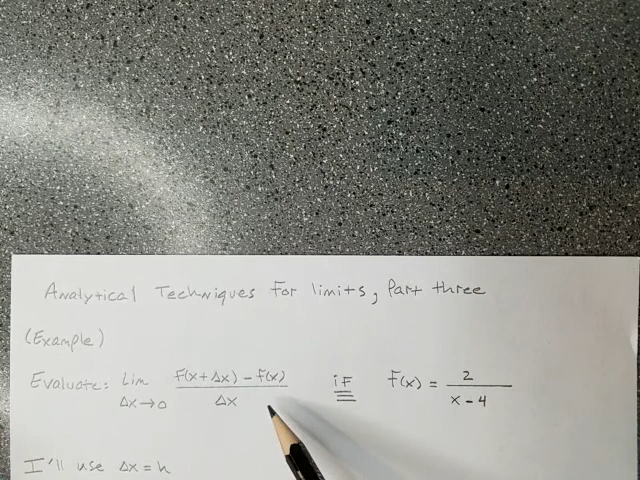 Analytical Techniques For limits, Part three
(Example)
Evaluate: Lim Δx→0 F(x+Δx) - F(x) / Δx if F(x) = 2 / x-4
I'll use Δx = h